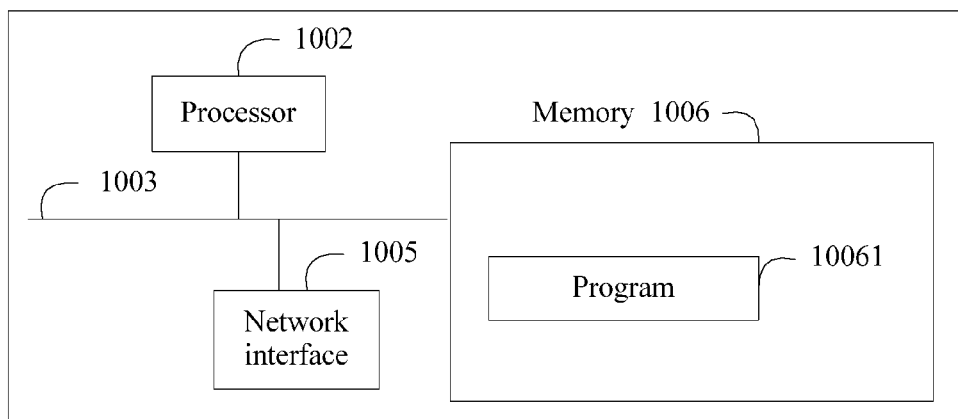 1002
Processor
Memory 1006
1003
1005
10061
Program
Network
interface